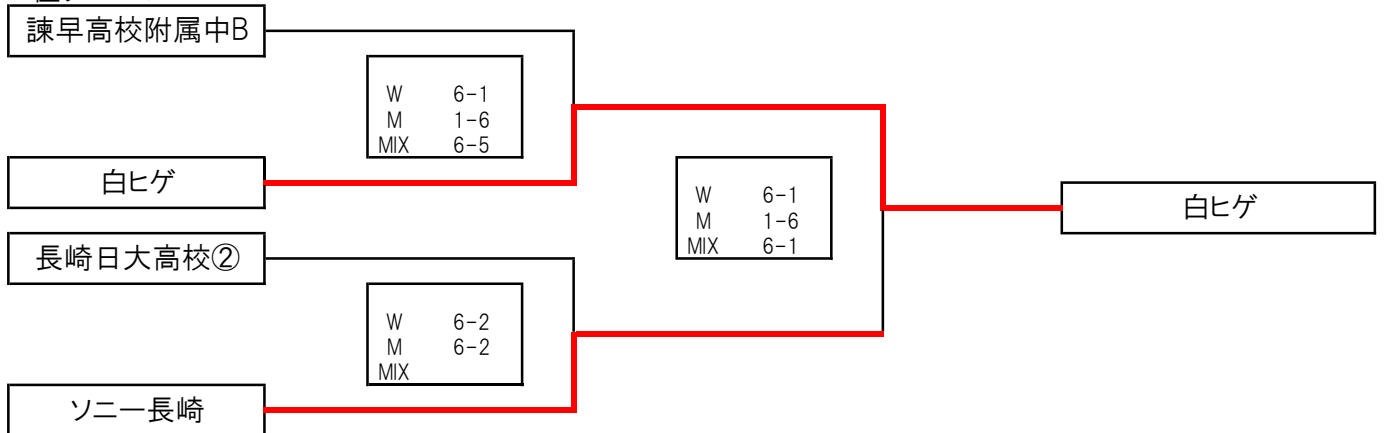 諫早高校附属中B
W 6-1
M 1-6
MIX 6-5
白ヒゲ
W 6-1
M 1-6
MIX 6-1
白ヒゲ
長崎日大高校②
W 6-2
M 6-2
MIX
ソニー長崎